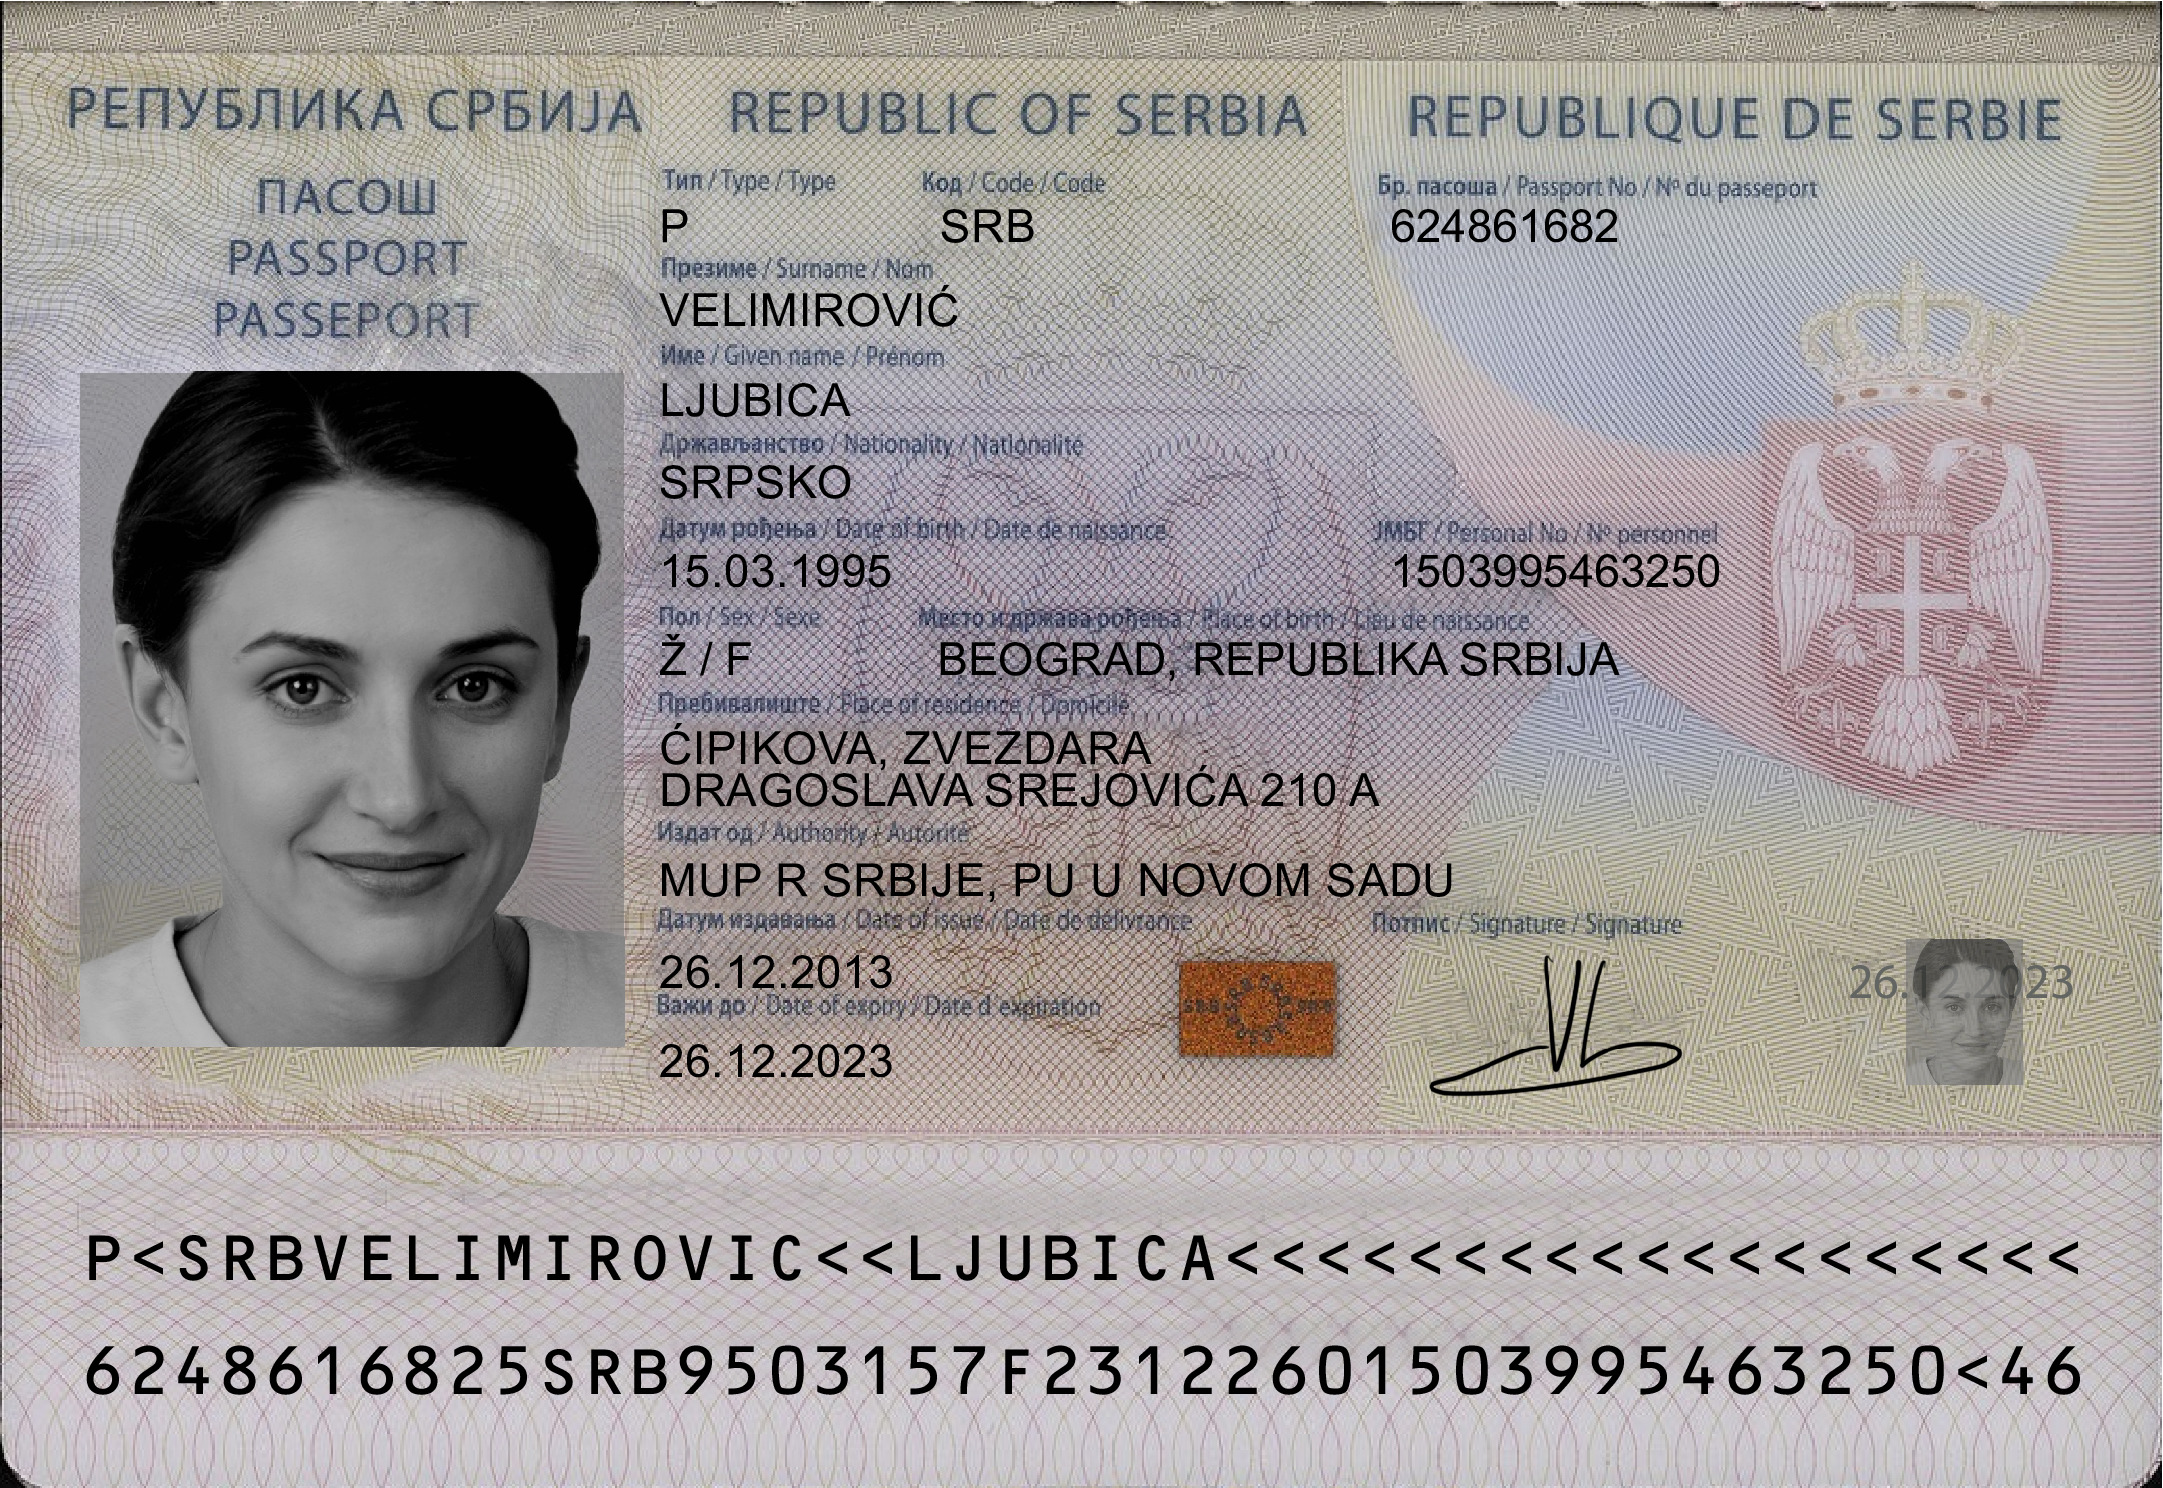 РЕПУБЛИКА СРБИЈА REPUBLIC OF SERBIA REPUBLIQUE DE SERBIE
ПАСОШ
PASSPORT
PASSEPORT
Тип / Type / Type Код / Code / Code Бр. пасоша / Passport No / Nº du passeport
P SRB 624861682
Презиме / Surname / Nom
VELIMIROVIĆ
Име / Given name / Prénom
LJUBICA
Држављанство / Nationality / Nationalité
SRPSKO
Датум рођења / Date of birth / Date de naissance ЈМБГ / Personal No / Nº personnel
15.03.1995 1503995463250
Пол / Sex / Sexe Место и држава рођења / Place of birth / Lieu de naissance
Ž / F BEOGRAD, REPUBLIKA SRBIJA
Пребивалиште / Place of residence / Domicile
ĆIPIKOVA, ZVEZDARA
DRAGOSLAVA SREJOVIĆA 210 A
Издат од / Authority / Autorité
MUP R SRBIJE, PU U NOVOM SADU
Датум издавања / Date of issue / Date de délivrance Потпис / Signature / Signature
26.12.2013 26.12.2023
Важи до / Date of expiry / Date d expiration
26.12.2023
P<SRBVELIMIROVIC<<LJUBICA<<<<<<<<<<<<<<<<<<<
6248616825SRB9503157F23122601503995463250<46